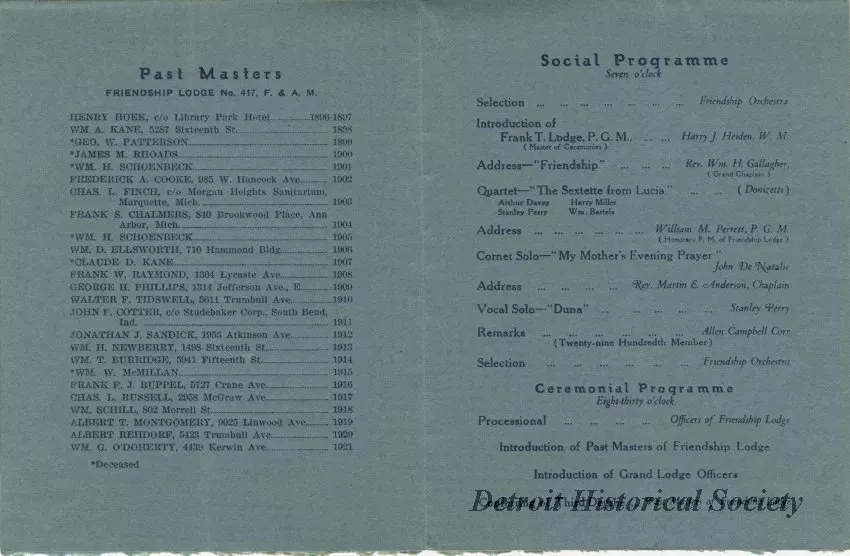 Past Masters
FRIENDSHIP LODGE No. 417, F. & A. M.
HENRY HOEK, c/o Library Park Hotel 1896-1897
WM A. KANE, 5287 Sixteenth St. 1898
*GEO. W. PATTERSON 1899
*JAMES M. RHOADS 1900
*WM. H. SCHOENBECK 1901
FREDERICK A. COOKE, 985 W. Hancock Ave. 1902
CHAS. L. FINCH, c/o Morgan Heights Sanitarium,
Marquette, Mich. 1903
FRANK S. CHALMERS, 840 Brookwood Place, Ann
Arbor, Mich. 1904
*WM. H. SCHOENBECK 1905
WM. D. ELLSWORTH, 710 Hammond Bldg. 1906
*CLAUDE D. KANE 1907
FRANK W. RAYMOND, 1304 Lycaste Ave. 1908
GEORGE H. PHILLIPS, 1314 Jefferson Ave., E. 1909
WALTER F. TIDSWELL, 5611 Trumbull Ave. 1910
JOHN F. COTTER, c/o Studebaker Corp., South Bend,
Ind. 1911
JONATHAN J. SANDICK, 1955 Atkinson Ave. 1912
WM. H. NEWBERRY, 1498 Sixteenth St. 1913
WM. T. BURRIDGE, 5941 Fifteenth St. 1914
*WM. W. McMILLAN 1915
FRANK F. J. RUPPEL, 5727 Crane Ave. 1916
CHAS. L. RUSSELL, 2958 McGraw Ave. 1917
WM. SCHILL, 802 Morrell St. 1918
ALBERT T. MONTGOMERY, 9025 Linwood Ave. 1919
ALBERT REHDORF, 5423 Trumbull Ave. 1920
WM. G. O'DOHERTY, 4439 Kerwin Ave. 1921
*Deceased
Social Programme
Seven o'clock
Selection ... ... ... ... ... ... ... Friendship Orchestra
Introduction of
Frank T. Lodge, P. G. M. ... ... Harry J. Heiden, W. M.
( Master of Ceremonies )
Address—"Friendship" ... ... ... Rev. Wm. H. Gallagher,
( Grand Chaplain )
Quartet—"The Sextette from Lucia" ... ... ( Donizetti )
Arthur Davey Harry Miller
Stanley Perry Wm. Bartels
Address ... ... ... ... ... William M. Perrett, P. G. M.
( Honorary P. M. of Friendship Lodge )
Cornet Solo—"My Mother's Evening Prayer"
John De Natalie
Address ... ... ... ... Rev. Martin E. Anderson, Chaplain
Vocal Solo—"Duna" ... ... ... ... Stanley Perry
Remarks ... ... ... ... ... Allen Campbell Corr
(Twenty-nine Hundredth Member)
Selection ... ... ... ... ... Friendship Orchestra
Ceremonial Programme
Eight-thirty o'clock
Processional ... ... ... ... Officers of Friendship Lodge
Introduction of Past Masters of Friendship Lodge
Introduction of Grand Lodge Officers
Detroit Historical Society